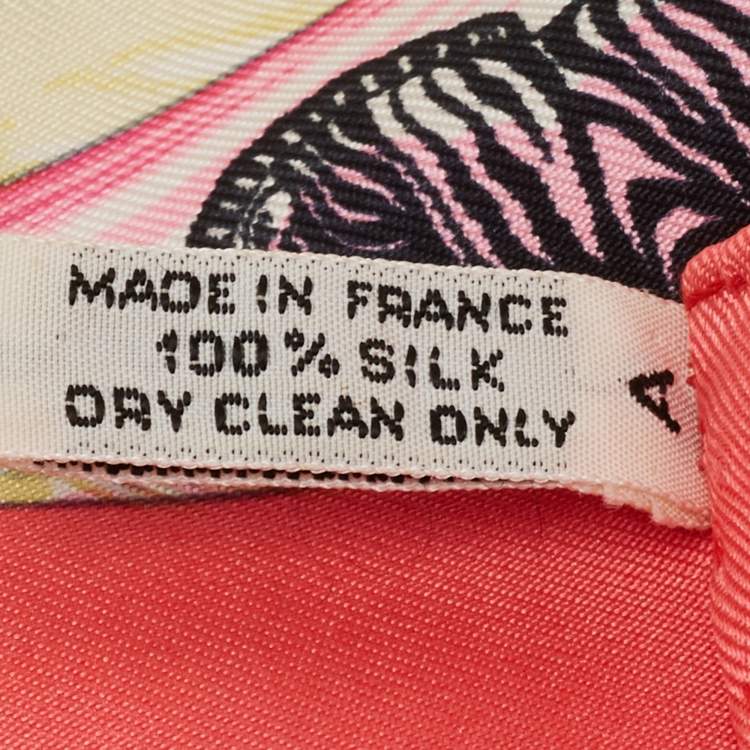 MADE IN FRANCE
100% SILK
DRY CLEAN ONLY
A